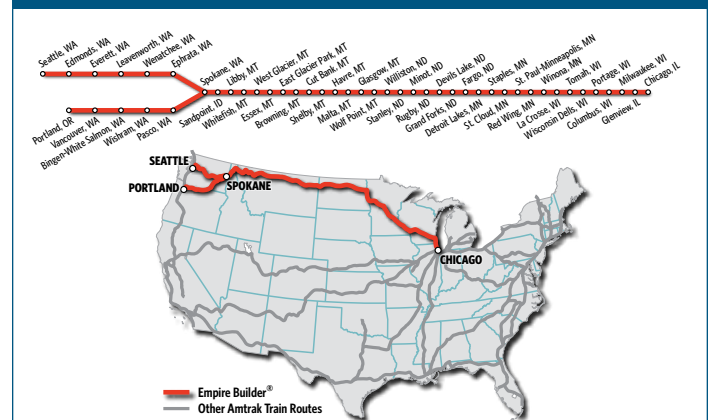 Seattle, WA
Edmonds, WA
Everett, WA
Leavenworth, WA
Wenatchee, WA
Ephrata, WA
Portland, OR
Vancouver, WA
Binger-White Salmon, WA
Wishram, WA
Pasco, WA
Spokane, WA
Sandpoint, ID
Libby, MT
Whitefish, MT
West Glacier, MT
Essex, MT
East Glacier Park, MT
Browning, MT
Cut Bank, MT
Shelby, MT
Havre, MT
Malta, MT
Glasgow, MT
Wolf Point, MT
Williston, ND
Stanley, ND
Minot, ND
Rugby, ND
Devils Lake, ND
Grand Forks, ND
Fargo, ND
Detroit Lakes, MN
Staples, MN
St. Cloud, MN
St. Paul-Minneapolis, MN
Red Wing, MN
Winona, MN
La Crosse, WI
Tomah, WI
Wisconsin Dells, WI
Portage, WI
Columbus, WI
Milwaukee, WI
Glenview, IL
Chicago, IL
SEATTLE
PORTLAND
SPOKANE
CHICAGO
Empire Builder®
Other Amtrak Train Routes